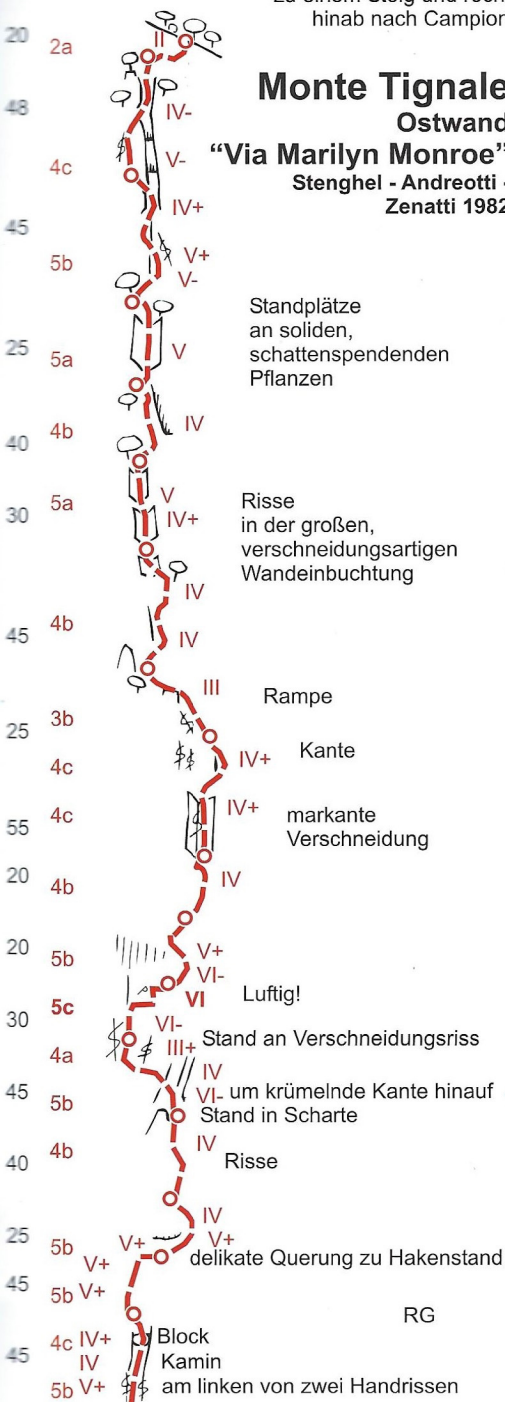 zu einem Steig und rech
hinab nach Campion
20
2a
II
Monte Tignale
Ostwand
"Via Marilyn Monroe"
Stenghel - Andreotti -
Zenatti 1982
48
IV-
V-
4c
IV+
45
5b
V+
V-
Standplätze
an soliden,
schattenspendenden
Pflanzen
25
5a
V
4b
IV
40
5a
V
IV+
30
Risse
in der großen,
verschneidungsartigen
Wandeinbuchtung
IV
4b
45
IV
III
Rampe
3b
25
4c
IV+
Kante
4c
IV+
markante
Verschneidung
55
20
4b
IV
20
5b
V+
VI-
5c
VI
Luftig!
30
VI-
III+
Stand an Verschneidungsriss
4a
IV
45
5b
VI-
um krümelnde Kante hinauf
Stand in Scharte
4b
IV
Risse
40
IV
25
5b
V+
V+
V+
delikate Querung zu Hakenstand
45
5b
V+
RG
4c
IV+
Block
45
IV
Kamin
5b
V+
am linken von zwei Handrissen